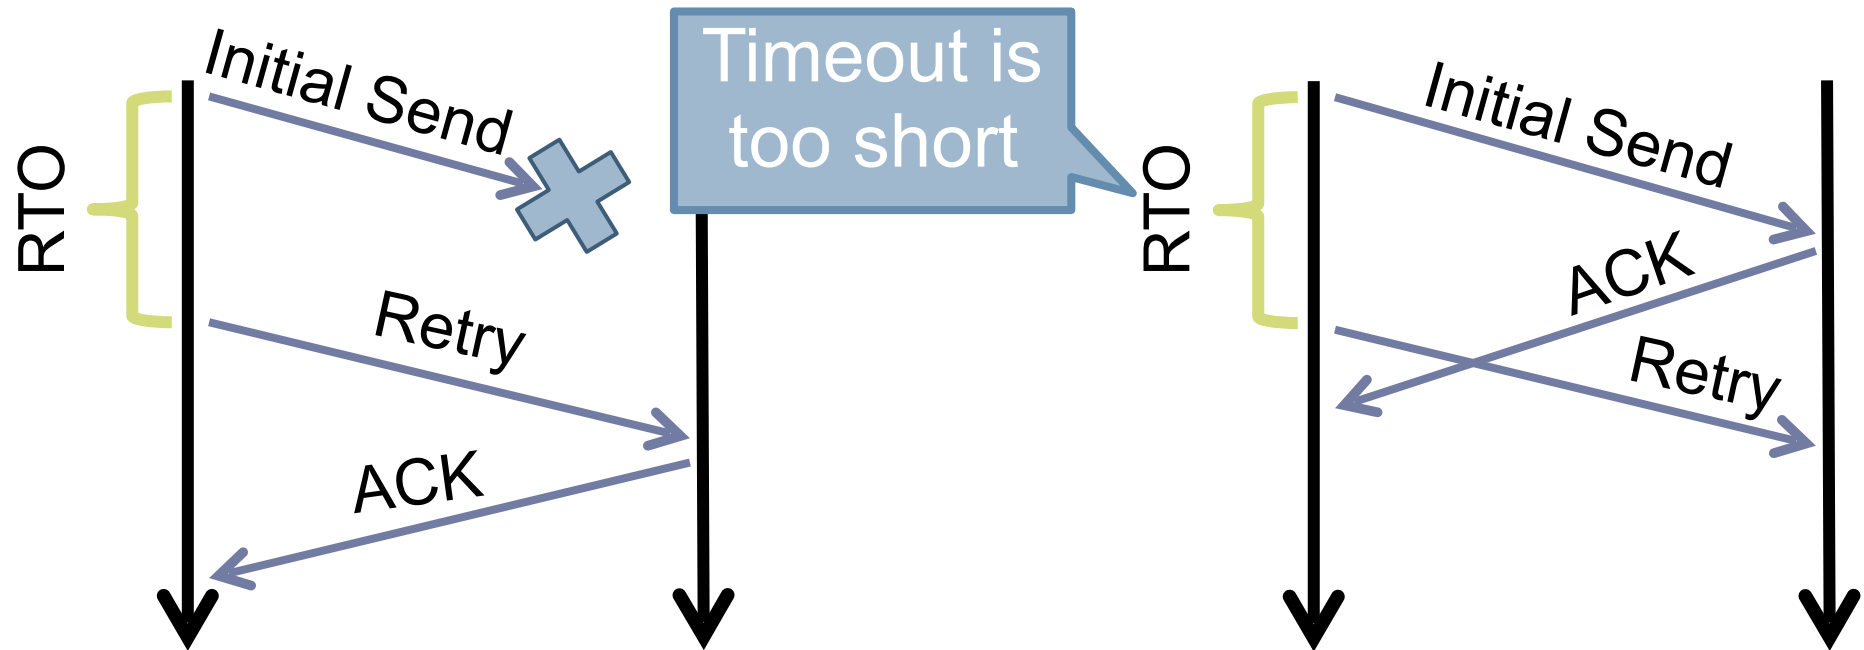 Initial Send
RTO
Retry
ACK
Timeout is
too short
Initial Send
RTO
ACK
Retry